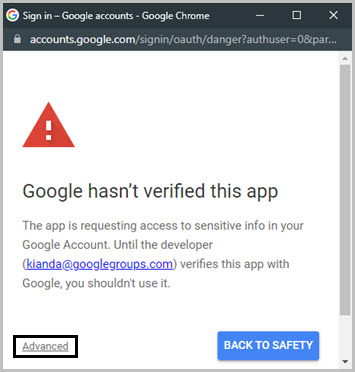 Sign in – Google accounts - Google Chrome
accounts.google.com/signin/oauth/danger?authuser=0&par...
Google hasn’t verified this app
The app is requesting access to sensitive info in your
Google Account. Until the developer
(kianda@googlegroups.com) verifies this app with
Google, you shouldn't use it.
Advanced
BACK TO SAFETY